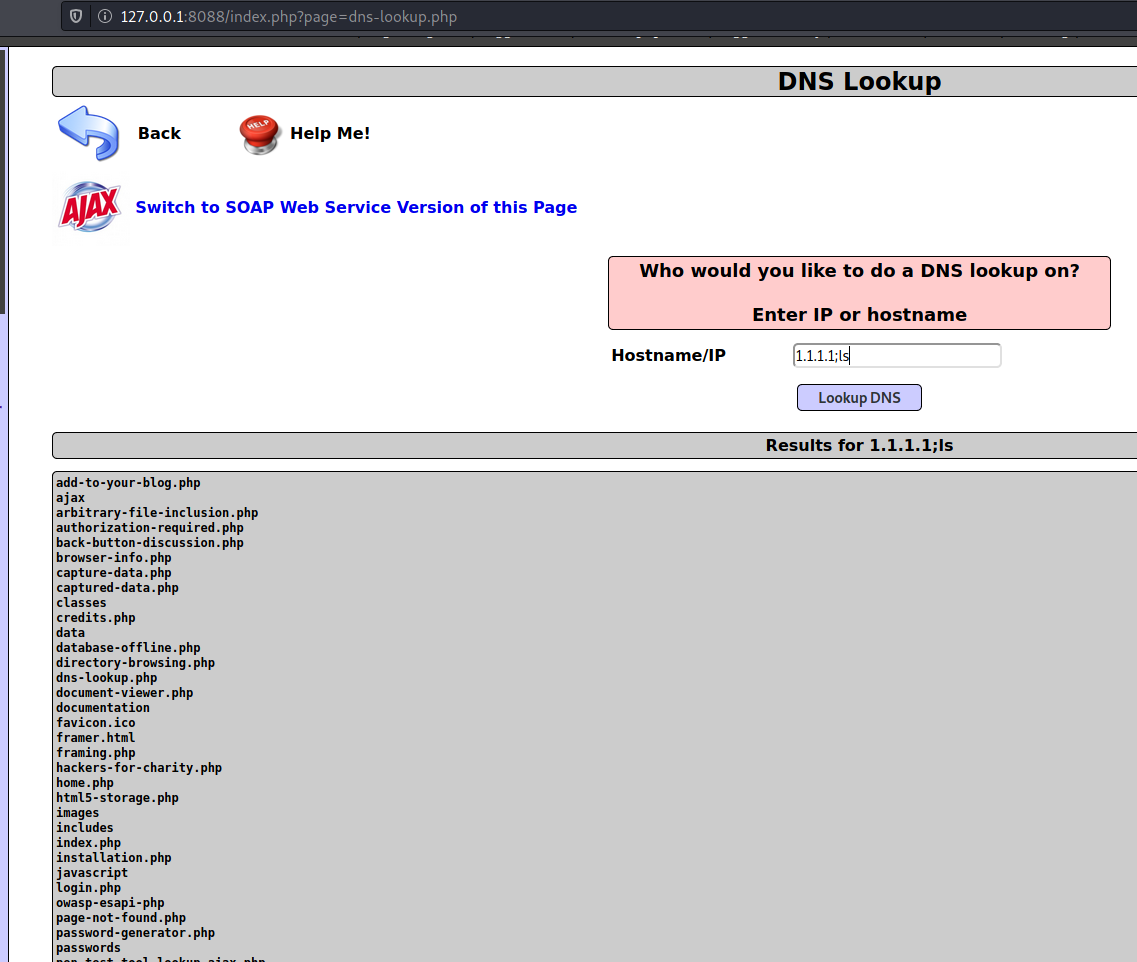 127.0.0.1:8088/index.php?page=dns-lookup.php
DNS Lookup
Back
HELP
Help Me!
AJAX
Switch to SOAP Web Service Version of this Page
Who would you like to do a DNS lookup on?
Enter IP or hostname
Hostname/IP
1.1.1.1;ls
Lookup DNS
Results for 1.1.1.1;ls
add-to-your-blog.php
ajax
arbitrary-file-inclusion.php
authorization-required.php
back-button-discussion.php
browser-info.php
capture-data.php
captured-data.php
classes
credits.php
data
database-offline.php
directory-browsing.php
dns-lookup.php
document-viewer.php
documentation
favicon.ico
framer.html
framing.php
hackers-for-charity.php
home.php
html5-storage.php
images
includes
index.php
installation.php
javascript
login.php
owasp-esapi-php
page-not-found.php
password-generator.php
passwords
pen-test-tool-lookup-ajax.php